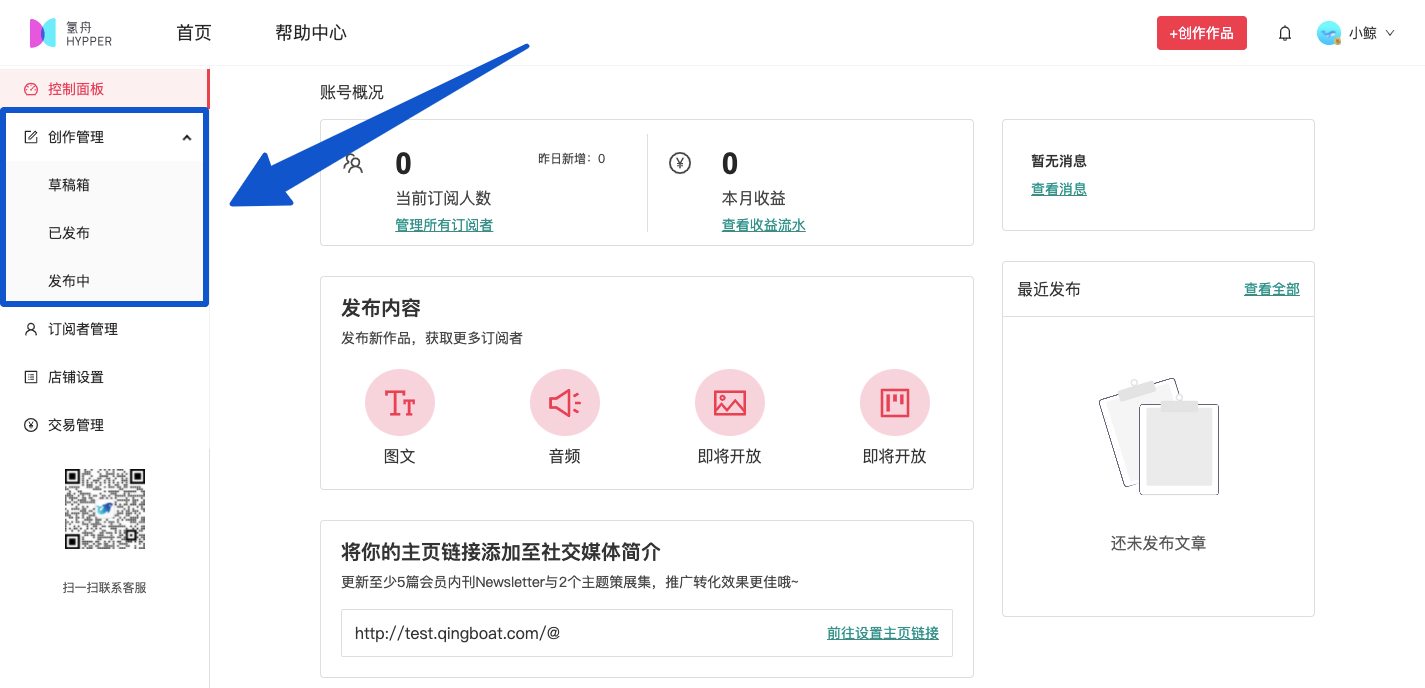 氢舟
HYPPER
首页
帮助中心
+创作作品
小鲸
控制面板
创作管理
草稿箱
已发布
发布中
订阅者管理
店铺设置
交易管理
扫一扫联系客服
账号概况
0
昨日新增：0
当前订阅人数
管理所有订阅者
0
本月收益
查看收益流水
暂无消息
查看消息
发布内容
发布新作品，获取更多订阅者
图文
音频
即将开放
即将开放
最近发布
查看全部
还未发布文章
将你的主页链接添加至社交媒体简介
更新至少5篇会员内刊Newsletter与2个主题策展集，推广转化效果更佳哦~
http://test.qingboat.com/@
前往设置主页链接